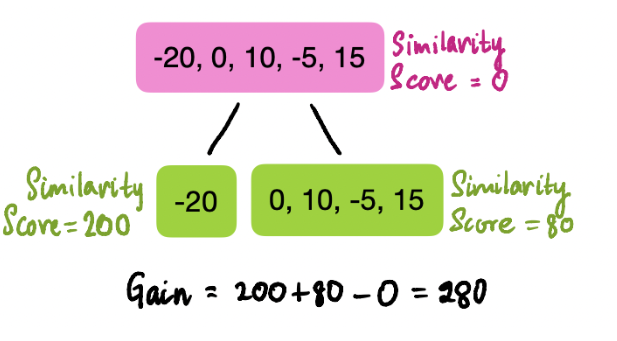 -20, 0, 10, -5, 15
Similarity
Score = 0
Similarity
Score = 200
-20
0, 10, -5, 15
Similarity
Score = 80
Gain = 200 + 80 - 0 = 280